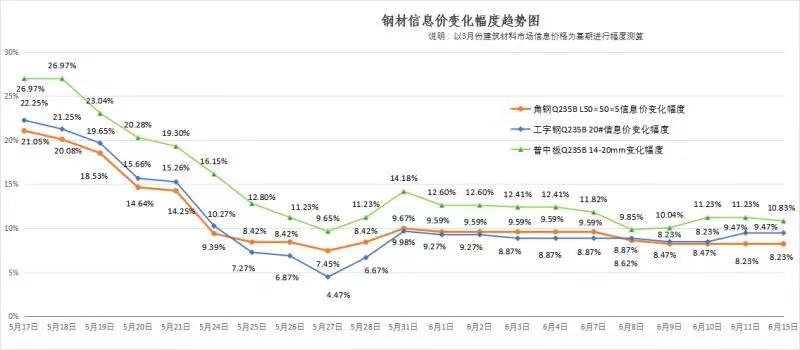 钢材信息价变化幅度趋势图
说明：以3月份建筑材料市场信息价格为基期进行幅度测算
30%
25%
20%
15%
10%
5%
0%
角钢Q235B L50×50×5信息价变化幅度
工字钢Q235B 20#信息价变化幅度
普中板Q235B 14-20mm变化幅度
26.97% 26.97% 23.04% 20.28% 19.30% 16.15% 12.80% 11.23% 9.65% 11.23% 14.18% 12.60% 12.60% 12.41% 12.41% 11.82% 9.85% 10.04% 11.23% 11.23% 10.83%
22.25% 21.25% 19.65% 15.66% 15.26% 10.27% 7.27% 6.87% 4.47% 6.67% 9.67% 9.27% 9.27% 8.87% 8.87% 8.87% 8.87% 8.47% 8.47% 9.47% 9.47%
21.05% 20.08% 18.53% 14.64% 14.25% 9.39% 8.42% 8.42% 7.45% 8.42% 9.98% 9.59% 9.59% 9.59% 9.59% 9.59% 8.62% 8.23% 8.23% 8.23% 8.23%
5月17日 5月18日 5月19日 5月20日 5月21日 5月24日 5月25日 5月26日 5月27日 5月28日 5月31日 6月1日 6月2日 6月3日 6月4日 6月7日 6月8日 6月9日 6月10日 6月11日 6月15日